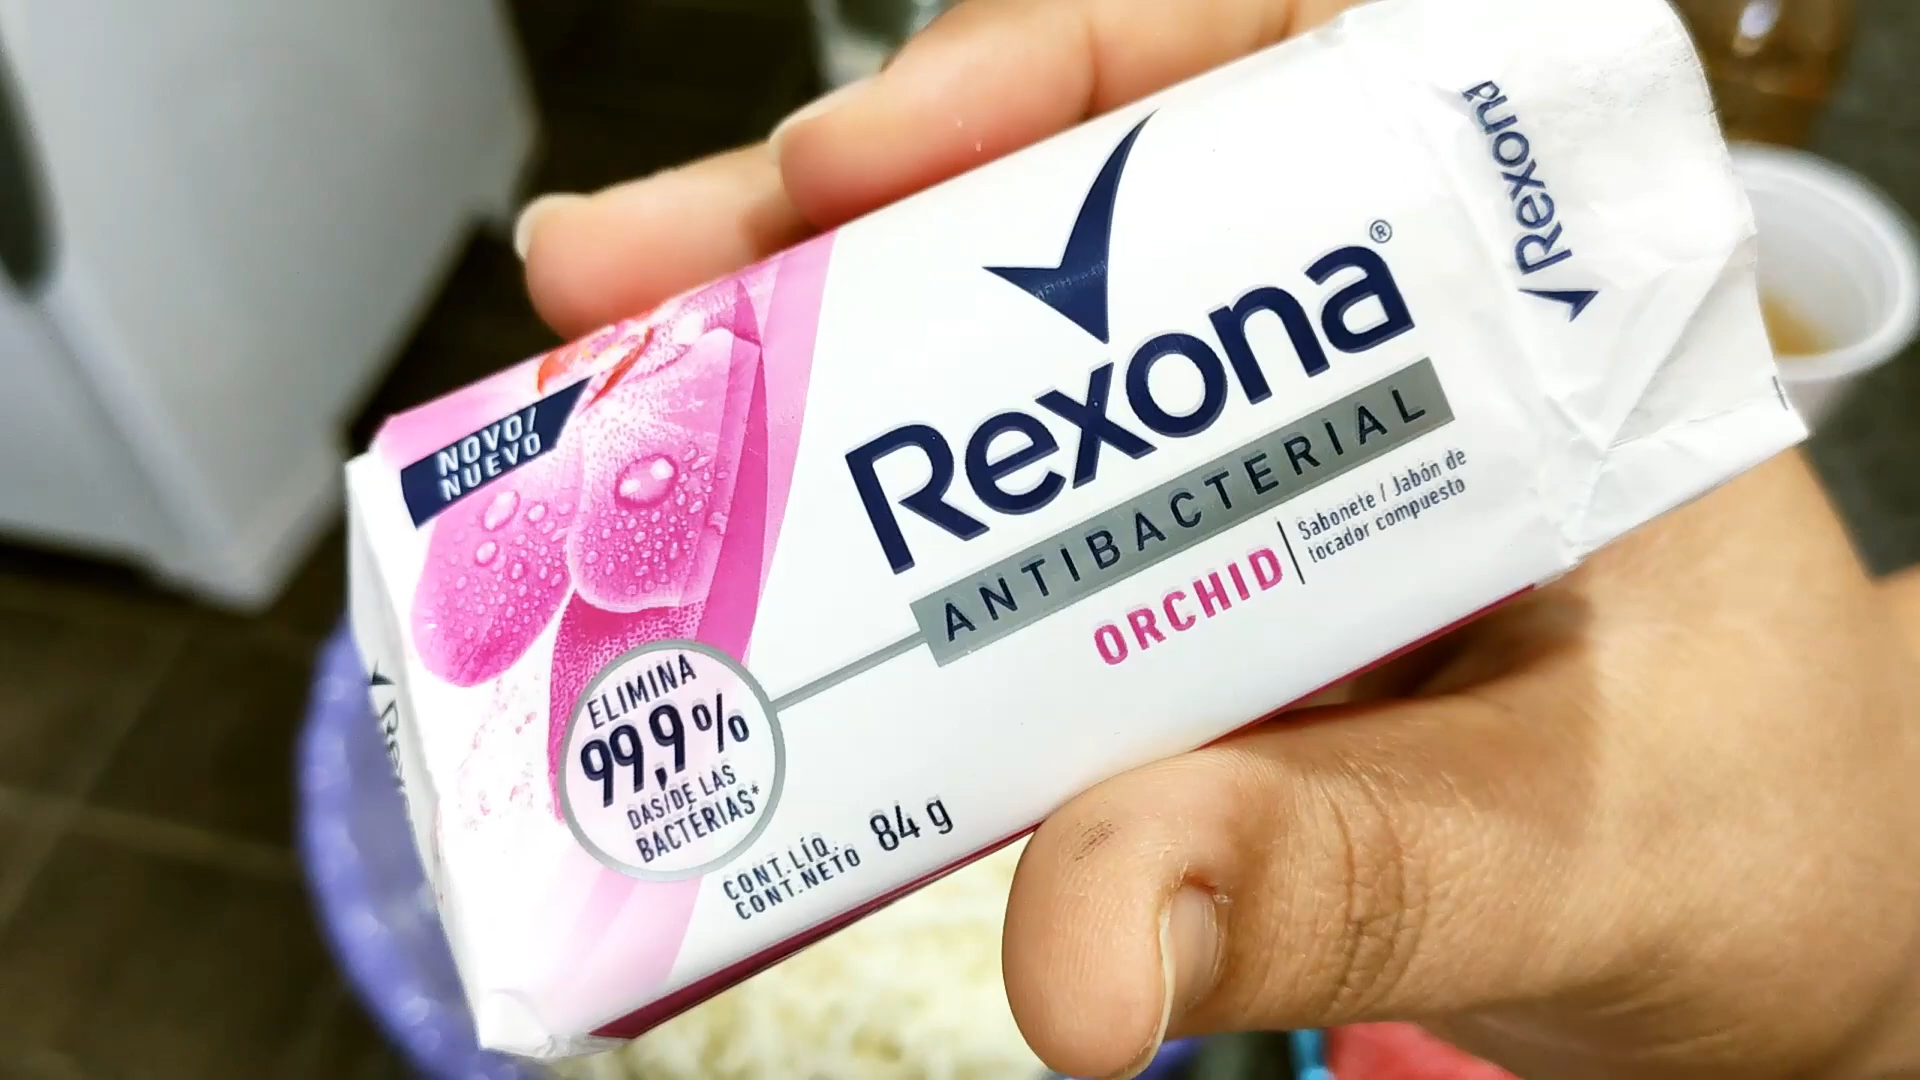 NOVO/
NUEVO
Rexona®
ANTIBACTERIAL
ORCHID
Sabonete / Jabón de
tocador compuesto
ELIMINA
99,9%
DAS/DE LAS
BACTÉRIAS*
CONT.LÍQ.
CONT.NETO
84 g
Rexona